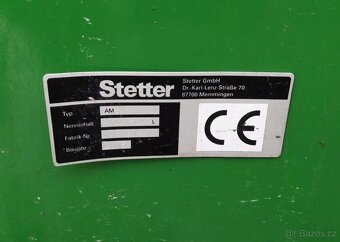 Stetter
Stetter GmbH
Dr.-Karl-Lenz-Straße 70
87700 Memmingen
Typ AM
Nenninhalt L
Fabrik Nr.
Baujahr
CE
© Bazos.cz